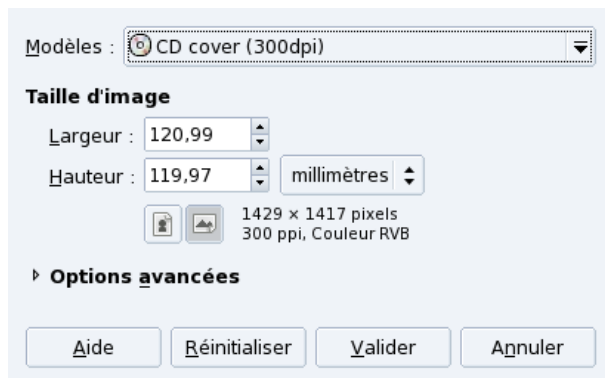 Modèles : CD cover (300dpi)
Taille d'image
Largeur : 120,99
Hauteur : 119,97 millimètres
1429 × 1417 pixels
300 ppi, Couleur RVB
Options avancées
Aide Réinitialiser Valider Annuler